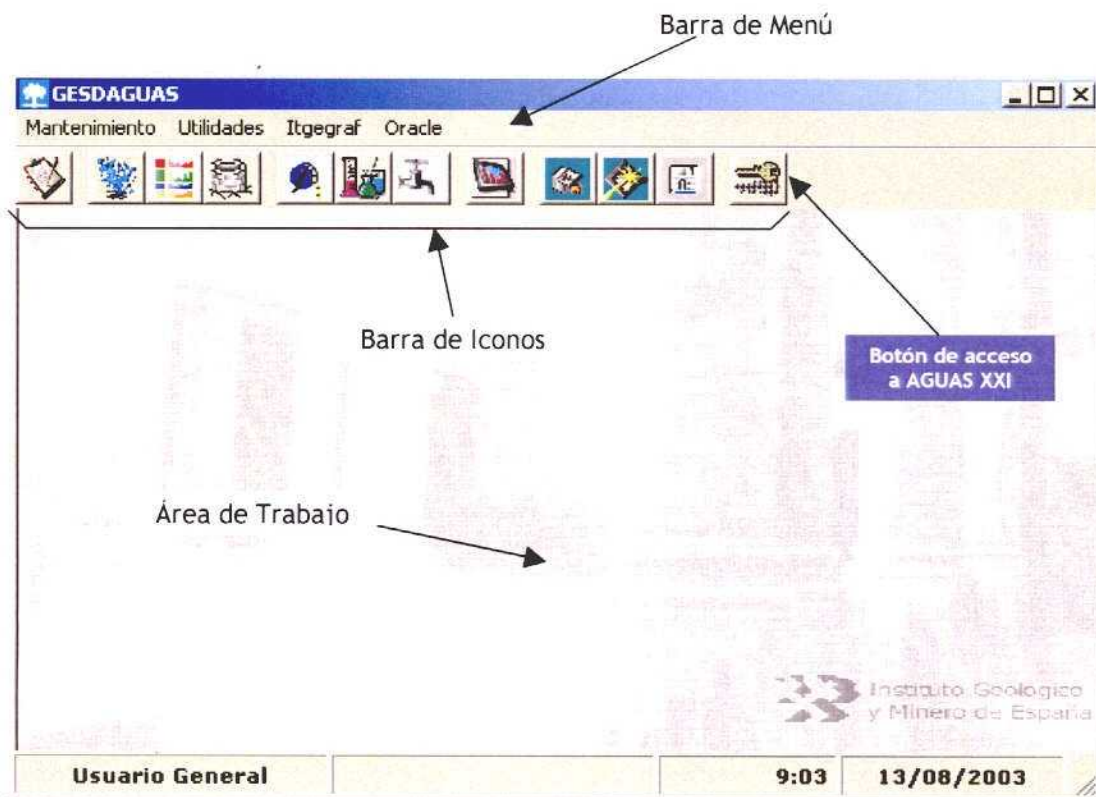 Barra de Menú
GESDAGUAS
Mantenimiento Utilidades Itgegraf Oracle
Barra de Iconos
Botón de acceso
a AGUAS XXI
Área de Trabajo
Instituto Geologico
y Minero de España
Usuario General 9:03 13/08/2003